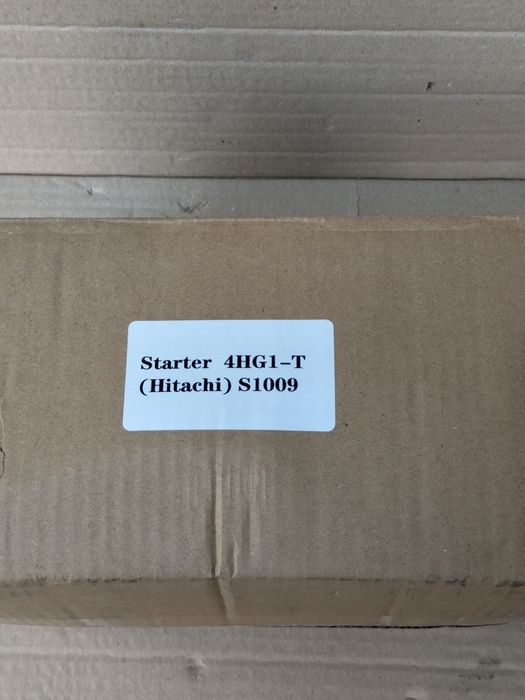 Starter 4HG1-T
(Hitachi) S1009